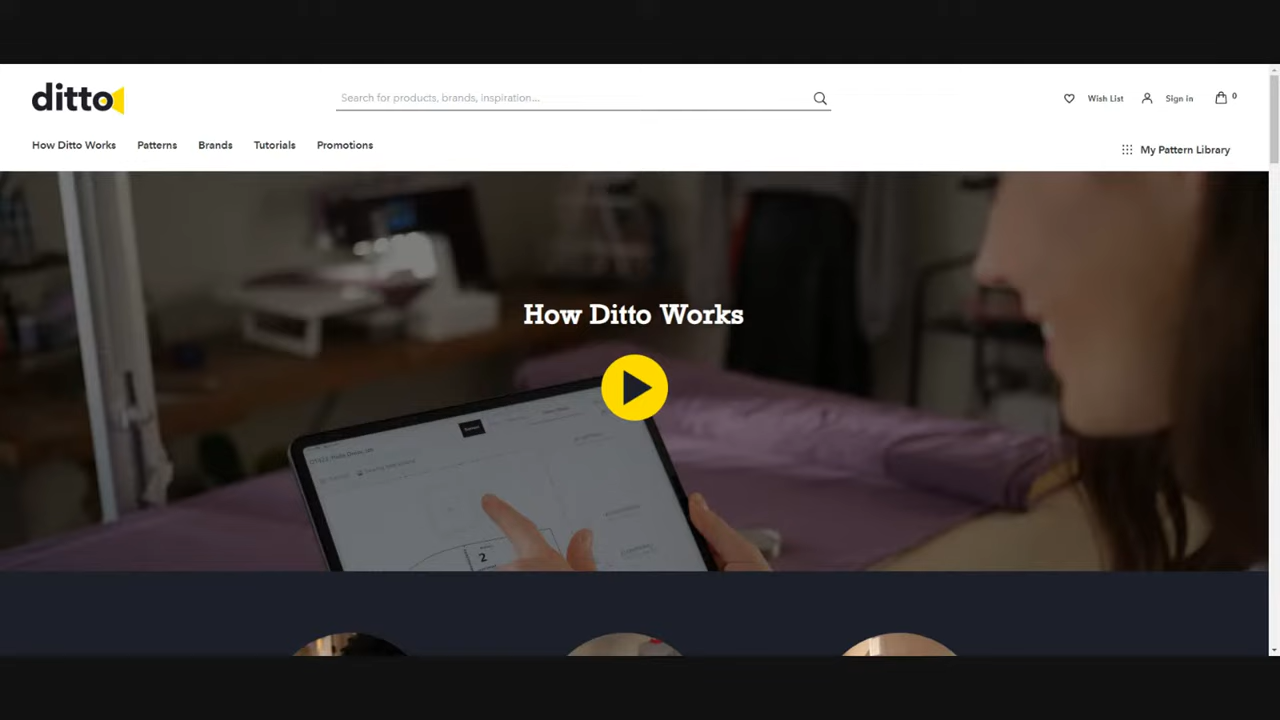 ditto
Search for products, brands, inspiration...
Wish List
Sign in
0
How Ditto Works
Patterns
Brands
Tutorials
Promotions
My Pattern Library
How Ditto Works
2